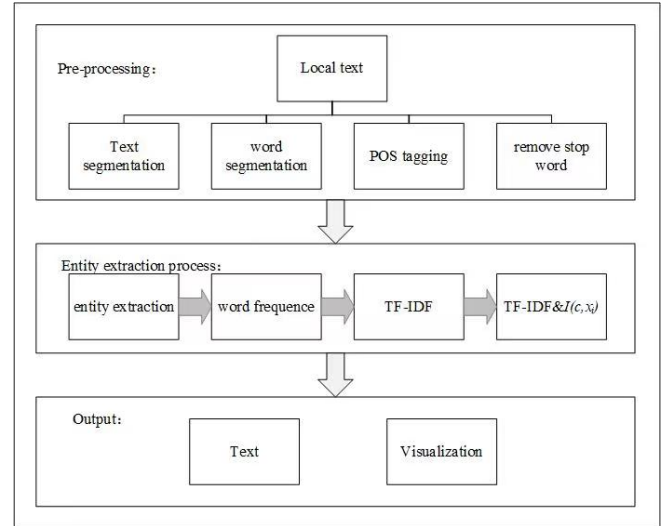 Pre-processing：
Local text
Text
segmentation
word
segmentation
POS tagging
remove stop
word
Entity extraction process：
entity extraction
word frequence
TF-IDF
TF-IDF&I(c,xᵢ)
Output：
Text
Visualization